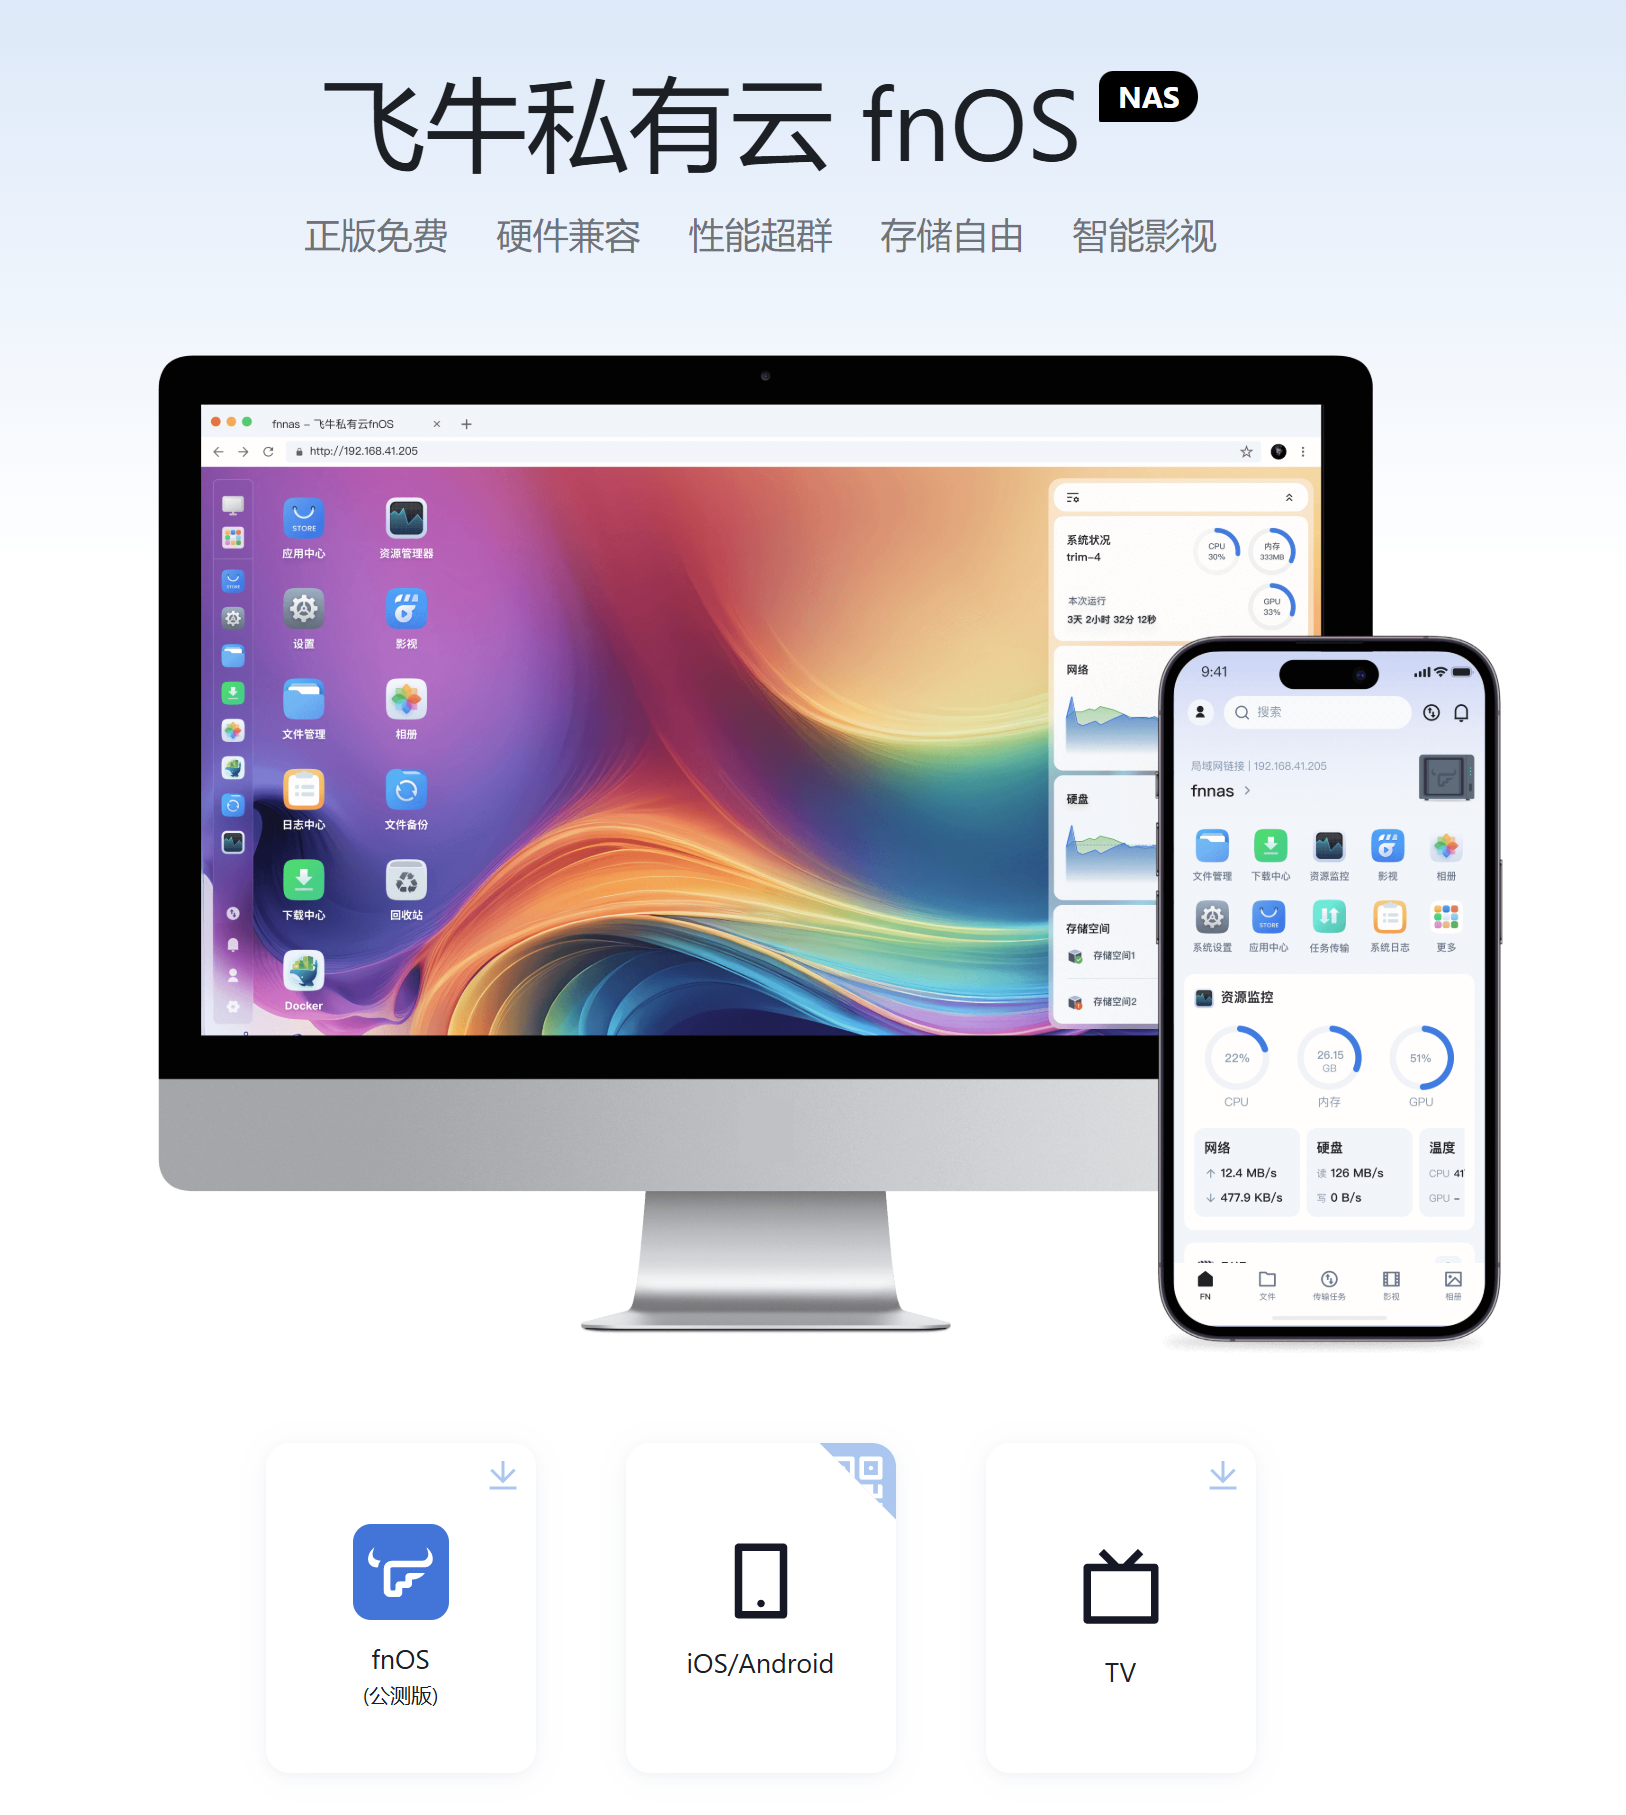 飞牛私有云 fnOS NAS
正版免费 硬件兼容 性能超群 存储自由 智能影视
fnnas – 飞牛私有云fnOS
http://192.168.41.205
STORE
应用中心 资源管理器
设置 影视
文件管理 相册
日志中心 文件备份
下载中心 回收站
Docker
系统状况
trim-4
CPU
30%
内存
333MB
本次运行
3天 2小时 32分 12秒
GPU
33%
网络
硬盘
存储空间
存储空间1
存储空间2
9:41
搜索
局域网链接 | 192.168.41.205
fnnas
文件管理 下载中心 资源监控 影视 相册
STORE
系统设置 应用中心 任务传输 系统日志 更多
资源监控
22% 26.15 GB 51%
CPU 内存 GPU
网络 硬盘 温度
12.4 MB/s 读 126 MB/s CPU 41
477.9 KB/s 写 0 B/s GPU –
FN 文件 传输任务 影视 相册
fnOS
(公测版)
iOS/Android
TV